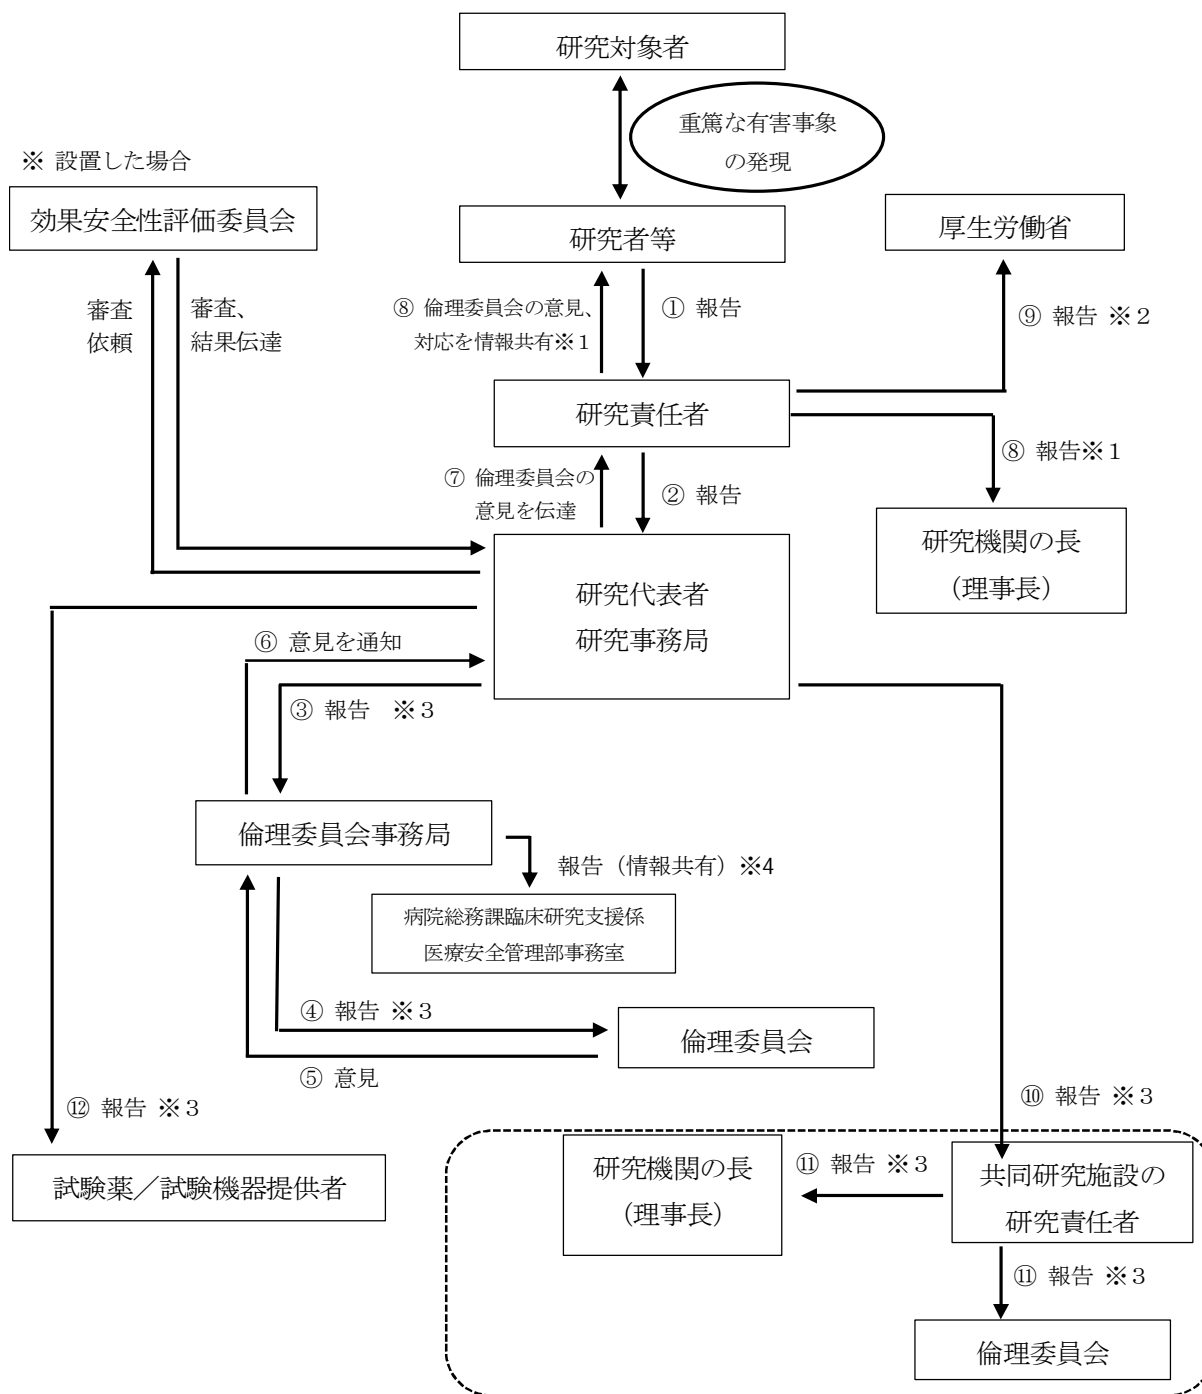 研究対象者
重篤な有害事象
の発現
※ 設置した場合
効果安全性評価委員会
研究者等
厚生労働省
審査
依頼
審査、
結果伝達
⑧ 倫理委員会の意見、
対応を情報共有※1
① 報告
⑨ 報告 ※２
研究責任者
⑧ 報告※１
⑦ 倫理委員会の
意見を伝達
② 報告
研究機関の長
（理事長）
研究代表者
研究事務局
⑥ 意見を通知
③ 報告　※３
倫理委員会事務局
報告（情報共有）※4
病院総務課臨床研究支援係
医療安全管理部事務室
④ 報告 ※３
倫理委員会
⑤ 意見
⑫ 報告 ※３
⑩ 報告 ※３
試験薬／試験機器提供者
研究機関の長
（理事長）
⑪ 報告 ※３
共同研究施設の
研究責任者
⑪ 報告 ※３
倫理委員会